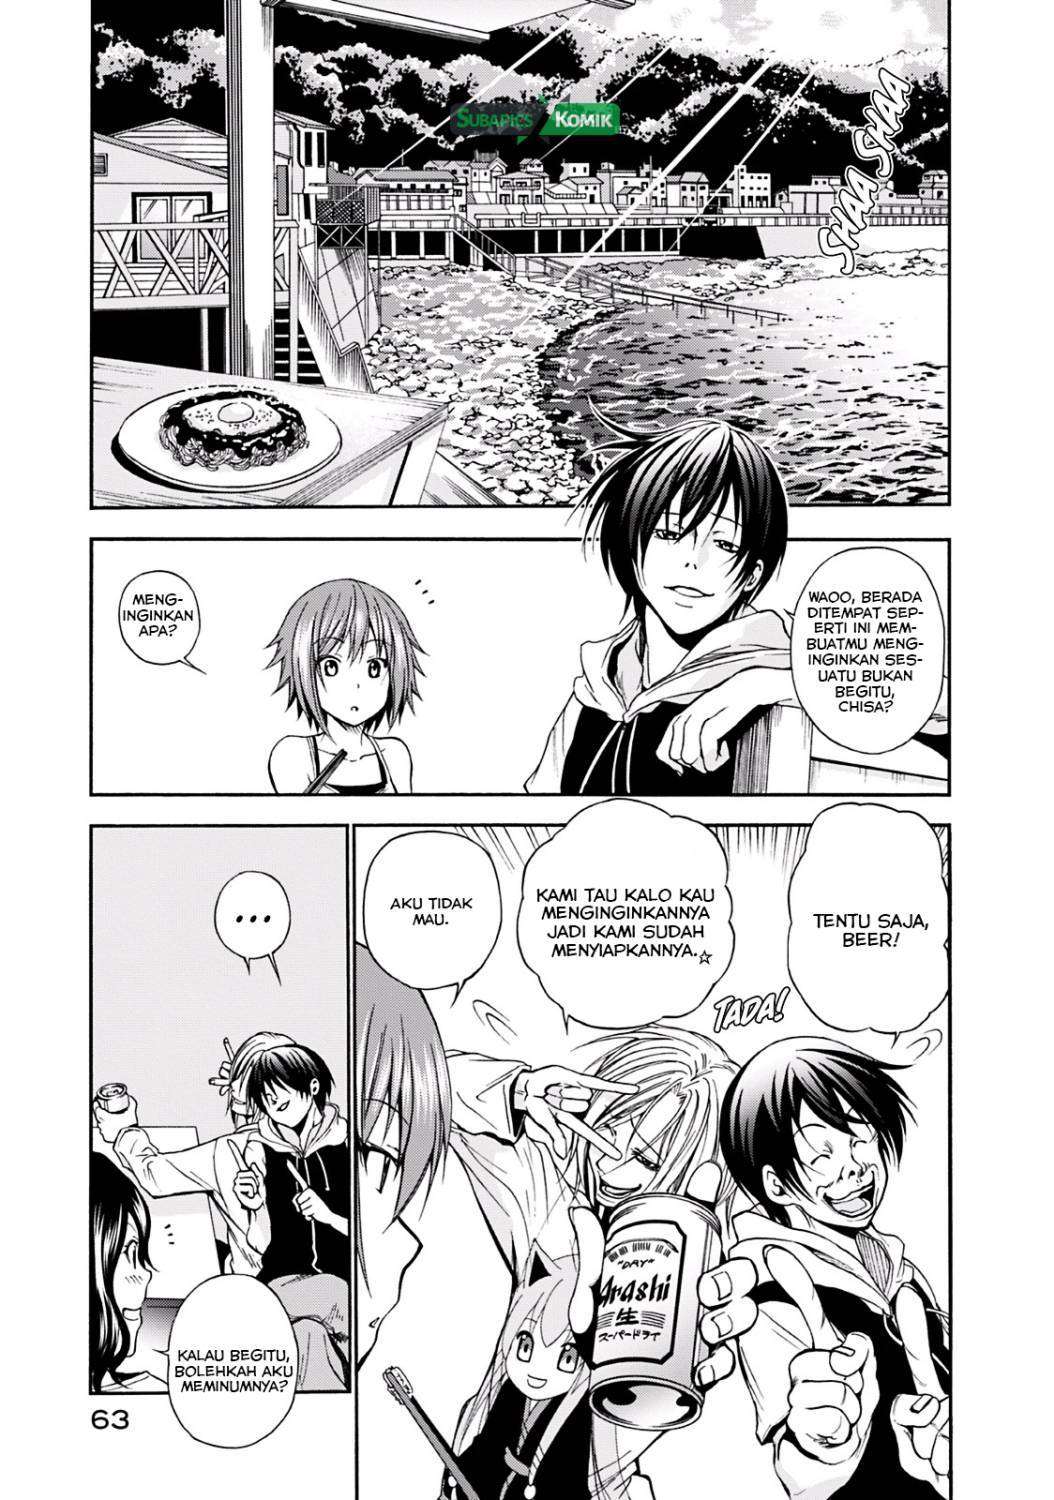 SUBAPICS KOMIK
SHAA SHAA
WAOO, BERADA
DITEMPAT SEP-
ERTI INI MEM-
BUATMU MENG-
INGINKAN SES-
UATU BUKAN
BEGITU,
CHISA?
MENG-
INGINKAN
APA?
TENTU SAJA,
BEER!
TADA!
KAMI TAU KALO KAU
MENGINGINKANNYA
JADI KAMI SUDAH
MENYIAPKANNYA.☆
AKU TIDAK
MAU.
"DRY"
Arashi
生
スーパードライ
...
KALAU BEGITU,
BOLEHKAH AKU
MEMINUMNYA?
63